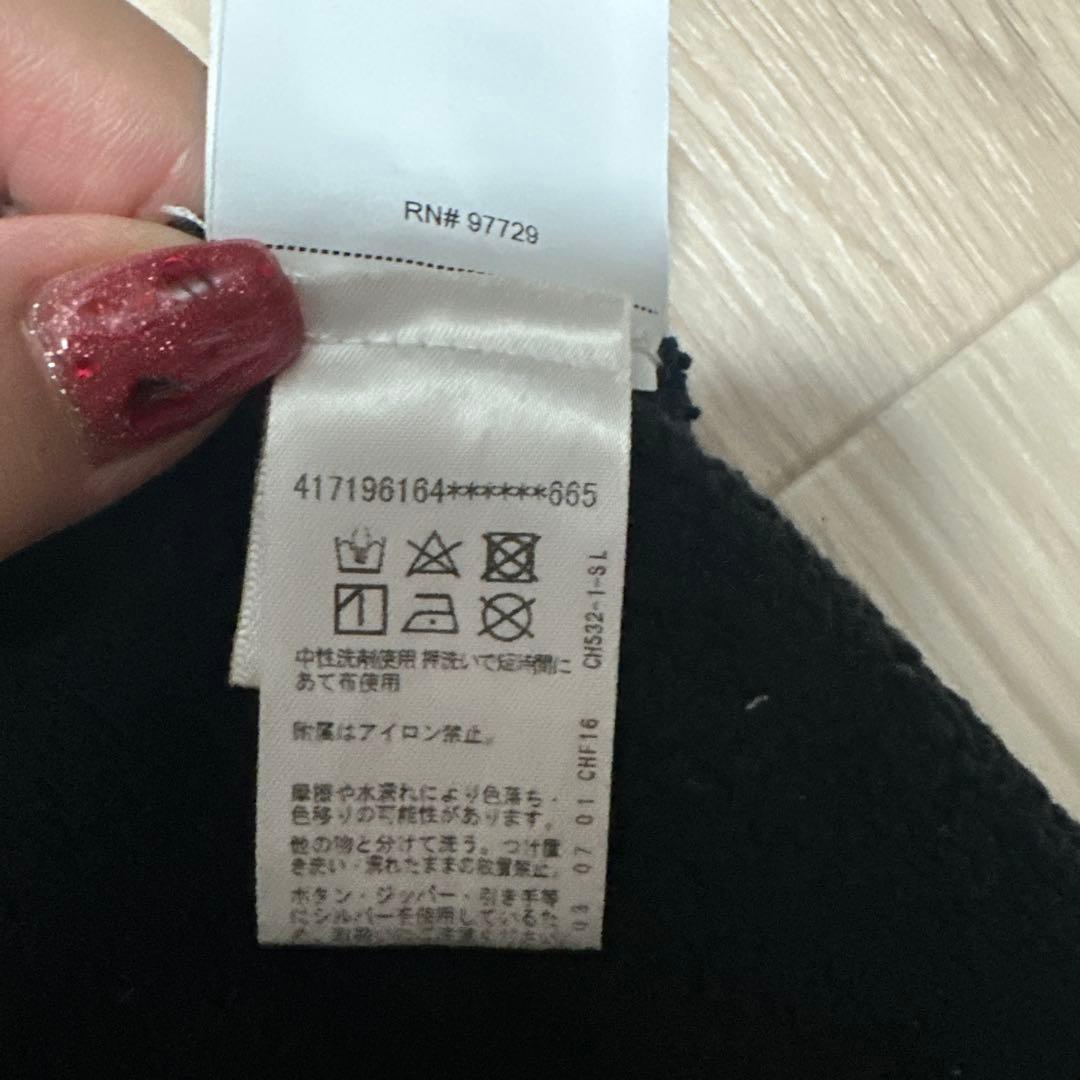 RN# 97729
417196164******665
中性洗剤使用 押洗いで短時間に
あて布使用
附属はアイロン禁止。
摩擦や水濡れにより色落ち・
色移りの可能性があります。
他の物と分けて洗う。つけ置
き洗い・濡れたままの放置禁止。
ボタン・ジッパー・引き手等
にシルバーを使用しているた
CH532-1-SL
03 07 01 CHF16